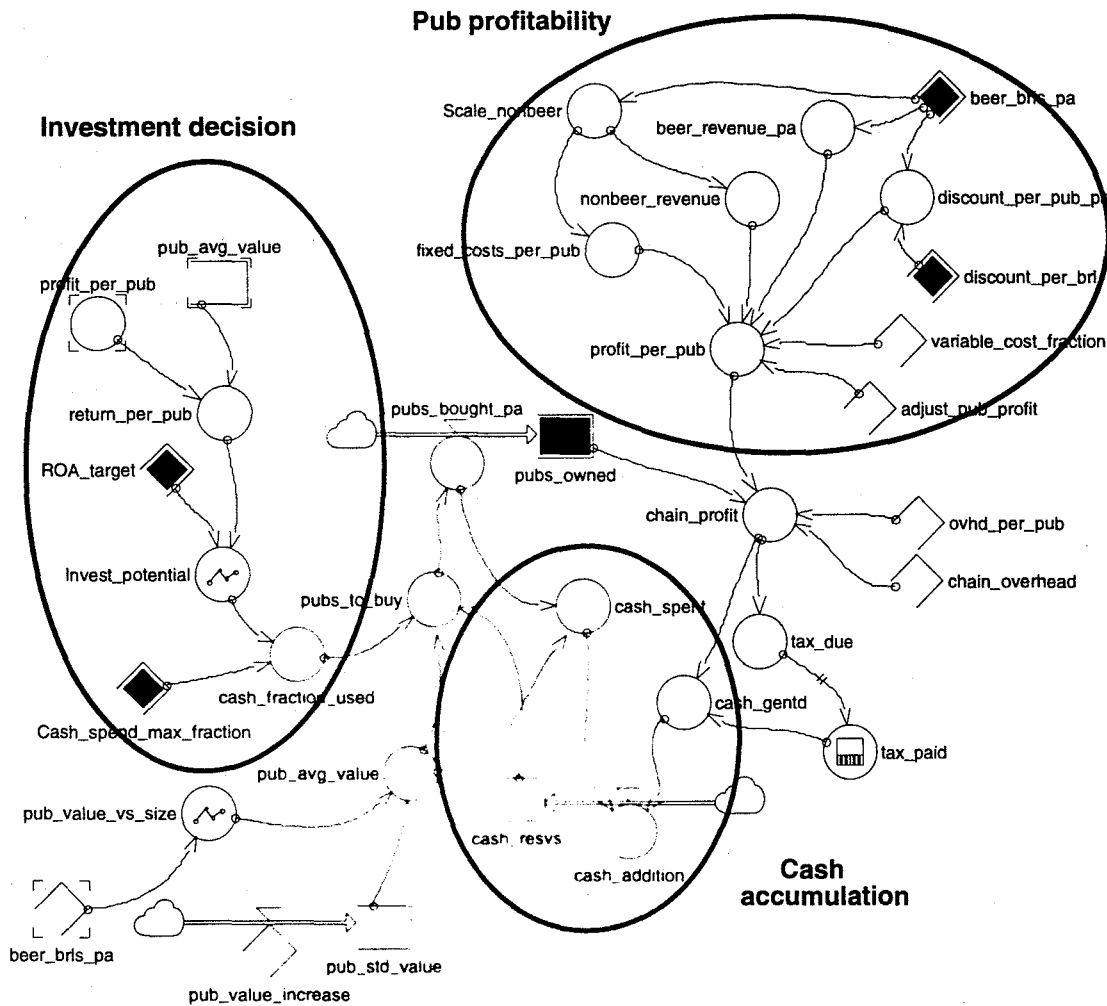 Pub profitability
Scale_nonbeer
beer_revenue_pa
beer_brls_pa
Investment decision
nonbeer_revenue
fixed_costs_per_pub
pub_avg_value
profit_per_pub
discount_per_brl
profit_per_pub
variable_cost_fraction
adjust_pub_profit
return_per_pub
pubs_bought_pa
ROA_target
pubs_owned
chain_profit
ovhd_per_pub
Invest_potential
chain_overhead
pubs_to_buy
cash_spent
tax_due
cash_fraction_used
cash_gentd
Cash_spend_max_fraction
tax_paid
pub_avg_value
pub_value_vs_size
cash_resvs
cash_addition
Cash
accumulation
beer_brls_pa
pub_std_value
pub_value_increase